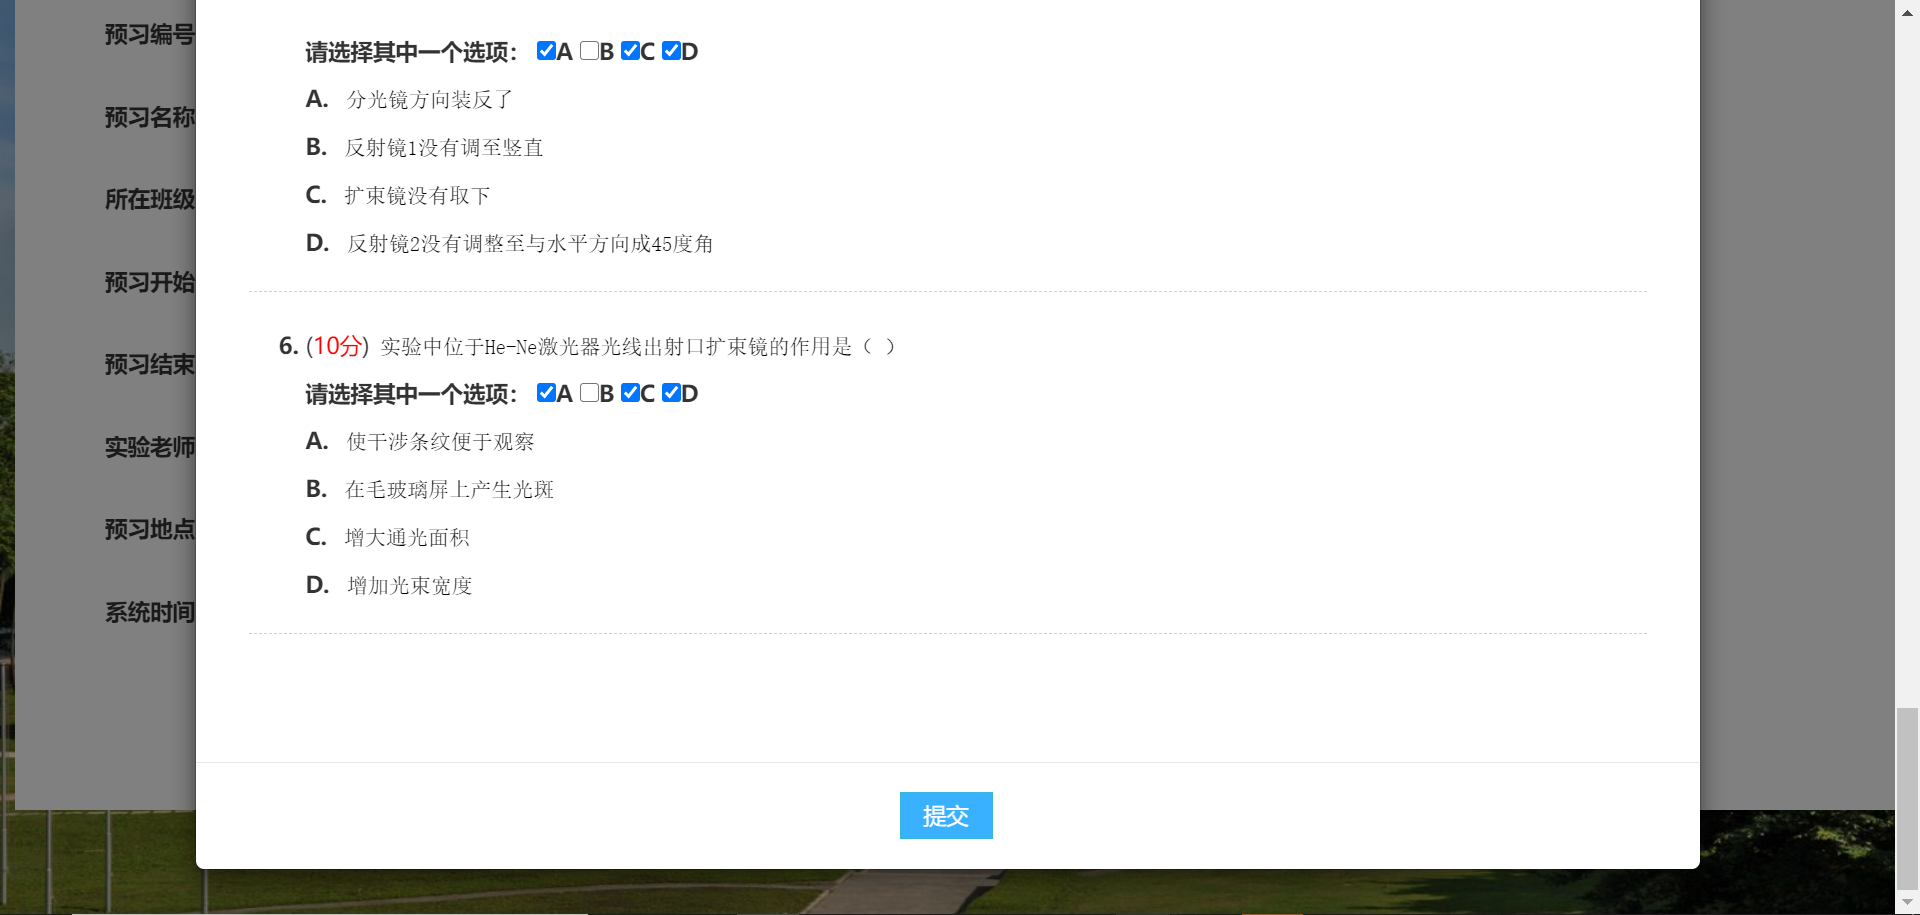 预习编号
请选择其中一个选项： A B C D
A. 分光镜方向装反了
预习名称
B. 反射镜1没有调至竖直
C. 扩束镜没有取下
所在班级
D. 反射镜2没有调整至与水平方向成45度角
预习开始
6. (10分) 实验中位于He-Ne激光器光线出射口扩束镜的作用是（ ）
预习结束
请选择其中一个选项： A B C D
A. 使干涉条纹便于观察
实验老师
B. 在毛玻璃屏上产生光斑
C. 增大通光面积
预习地点
D. 增加光束宽度
系统时间
提交